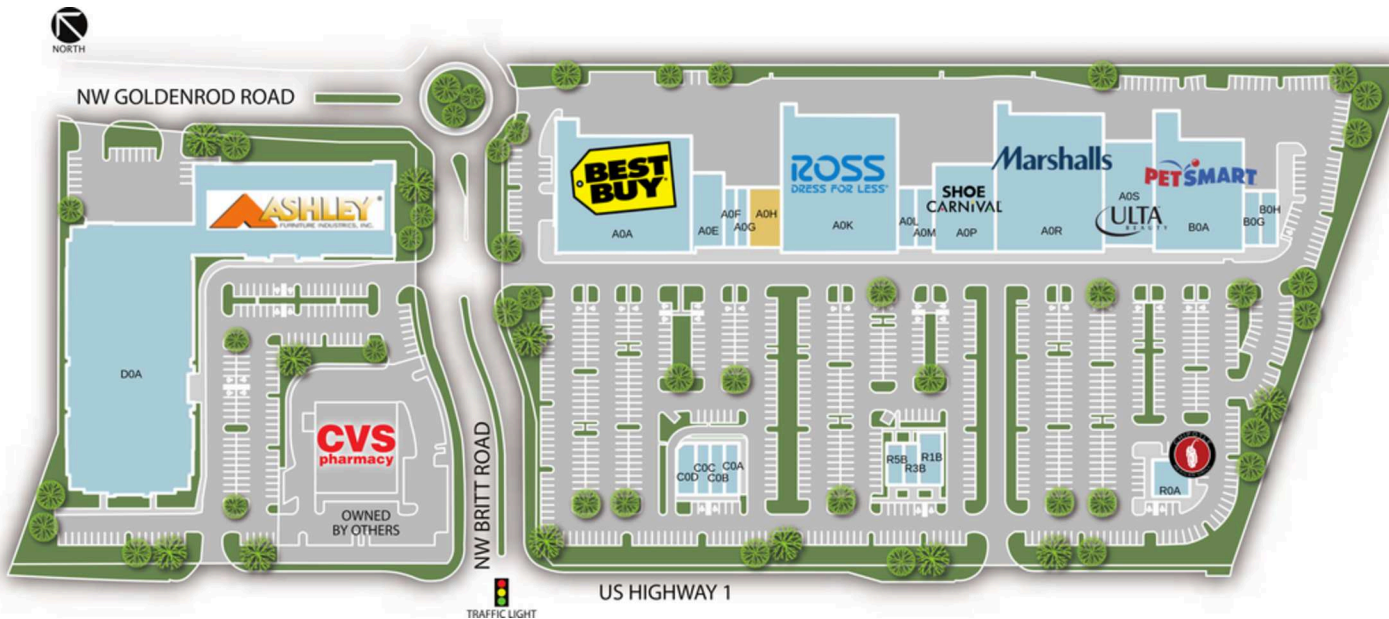 NORTH
NW GOLDENROD ROAD
ASHLEY®
FURNITURE INDUSTRIES, INC.
D0A
CVS
pharmacy
OWNED
BY OTHERS
NW BRITT ROAD
TRAFFIC LIGHT
US HIGHWAY 1
BEST
BUY
A0A
A0E
A0F
A0G
A0H
ROSS
DRESS FOR LESS®
A0K
A0L
A0M
SHOE
CARNIVAL
A0P
Marshalls
A0R
A0S
ULTA
BEAUTY
PETSMART
B0A
B0G
B0H
C0D
C0C
C0B
C0A
R5B
R3B
R1B
CHIPOTLE
R0A